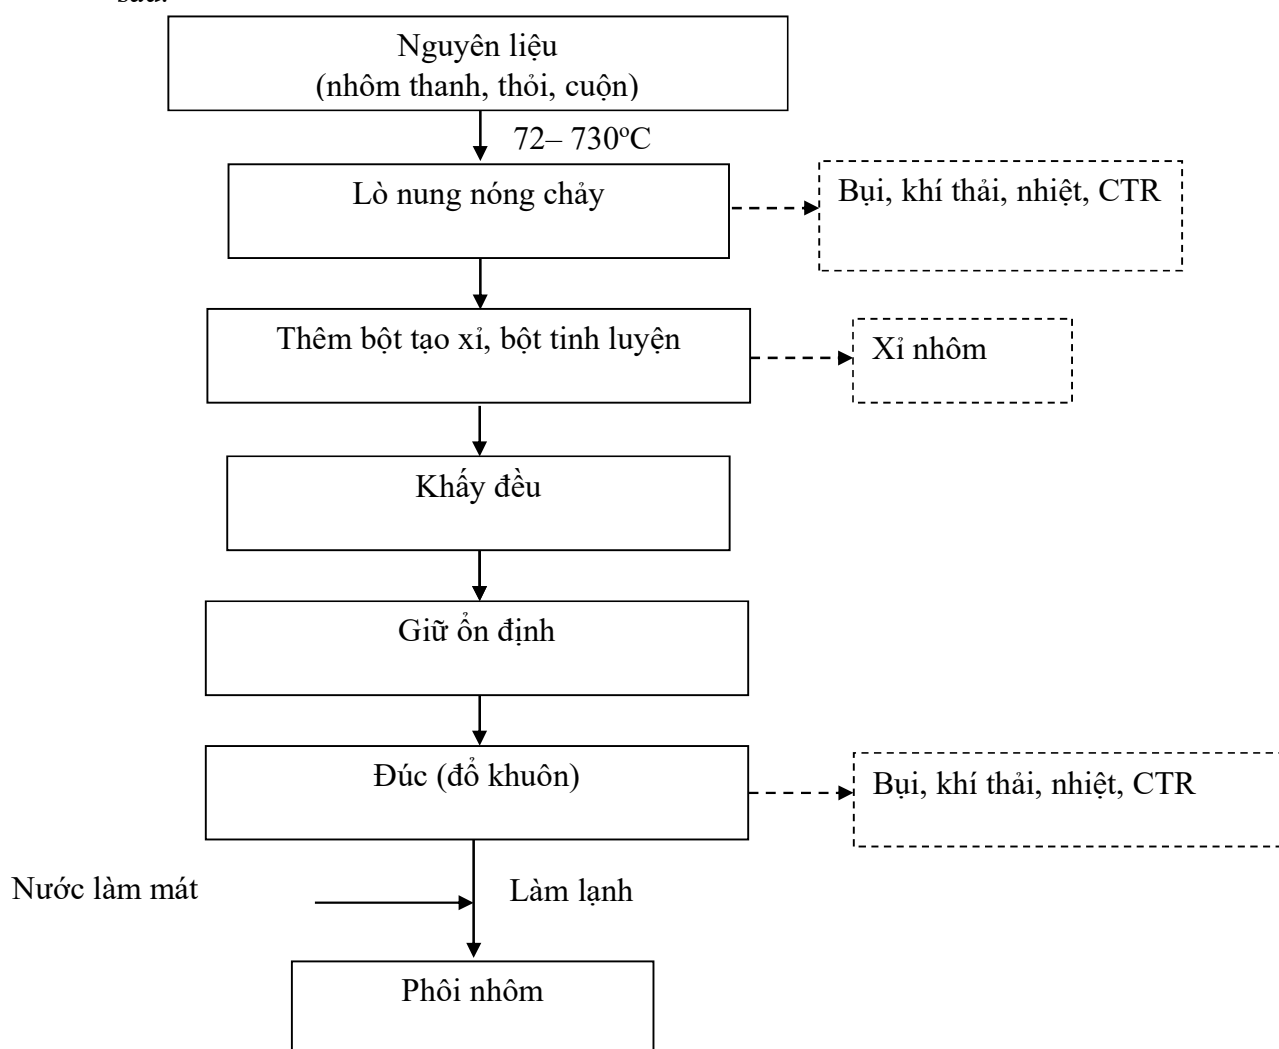 sau:
Nguyên liệu
(nhôm thanh, thỏi, cuộn)
72– 730ºC
Lò nung nóng chảy
Bụi, khí thải, nhiệt, CTR
Thêm bột tạo xỉ, bột tinh luyện
Xỉ nhôm
Khấy đều
Giữ ổn định
Đúc (đổ khuôn)
Bụi, khí thải, nhiệt, CTR
Nước làm mát
Làm lạnh
Phôi nhôm